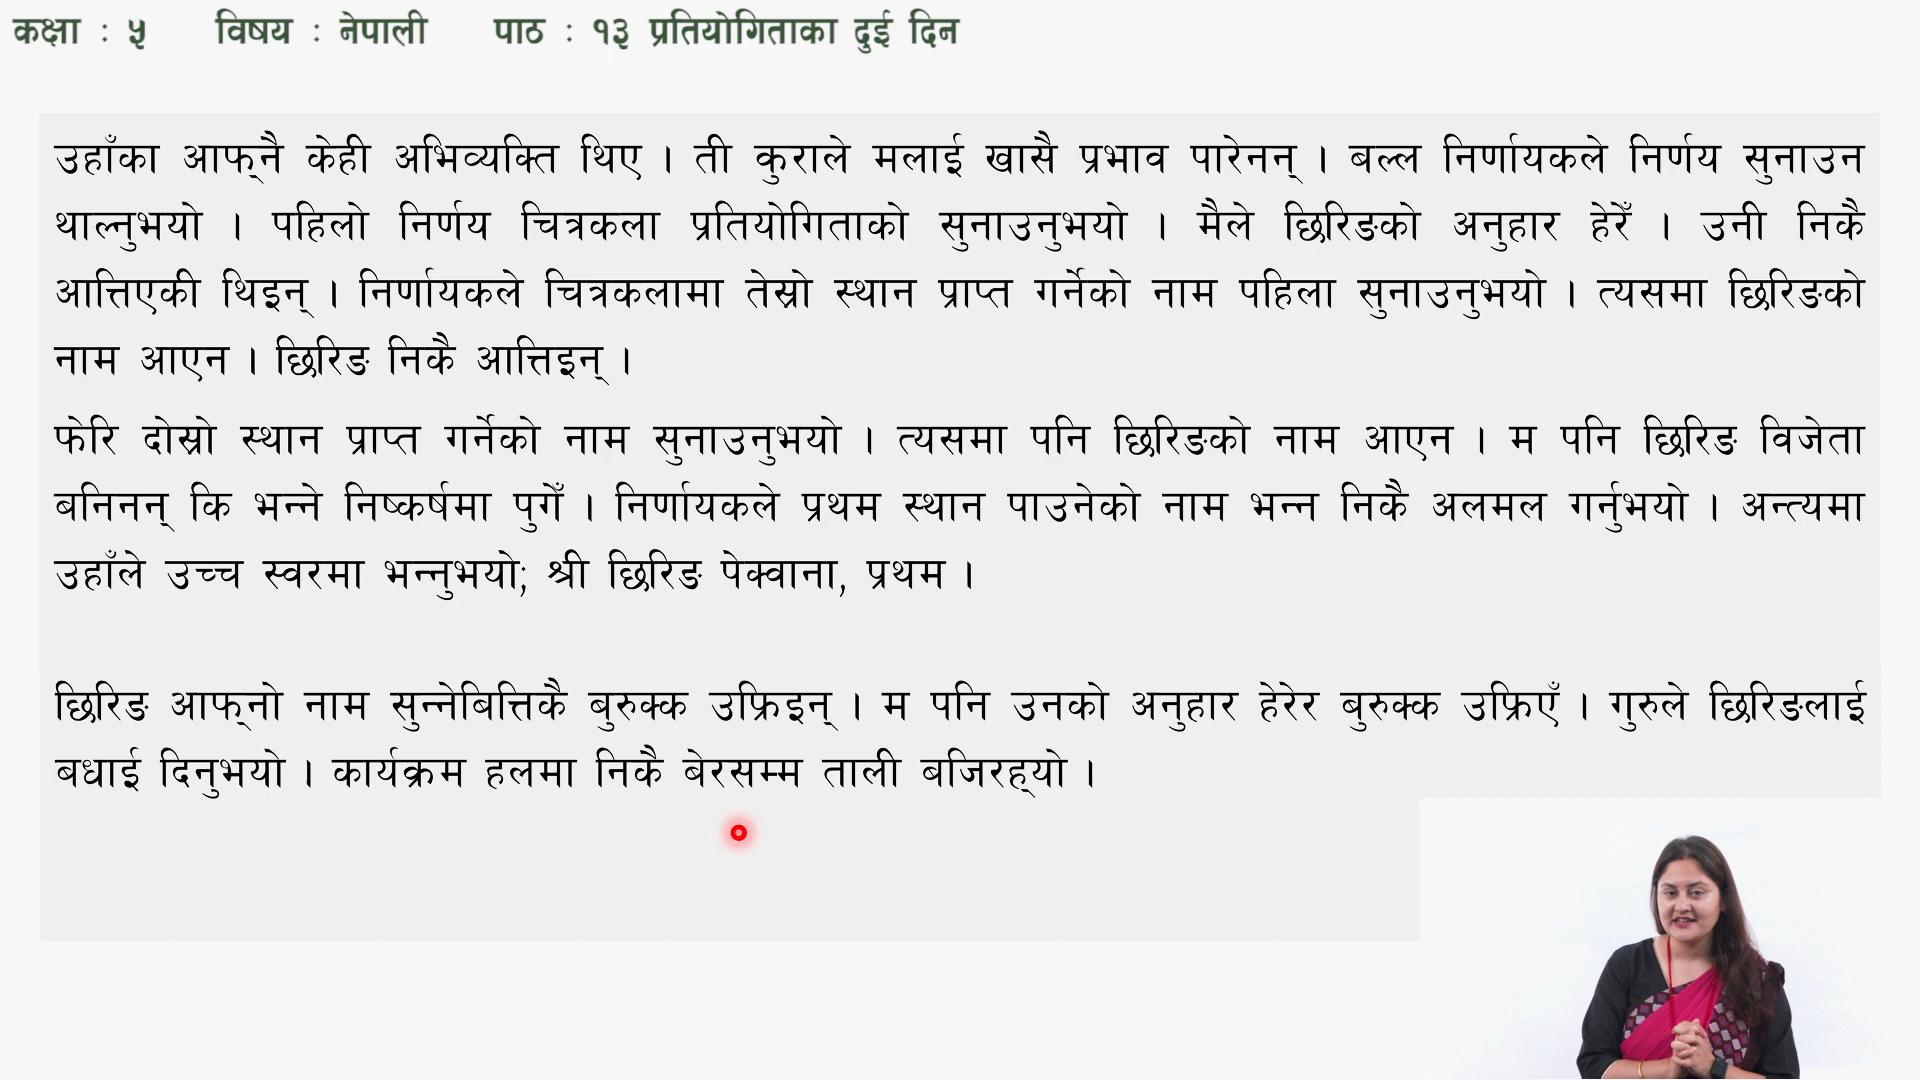 कक्षा : ५ विषय : नेपाली पाठ : १३ प्रतियोगिताका दुई दिन
उहाँका आफ्‌नै केही अभिव्यक्ति थिए । ती कुराले मलाई खासै प्रभाव पारेनन् । बल्ल निर्णायकले निर्णय सुनाउन
थाल्नुभयो । पहिलो निर्णय चित्रकला प्रतियोगिताको सुनाउनुभयो । मैले छिरिङको अनुहार हेरेँ । उनी निकै
आत्तिएकी थिइन् । निर्णायकले चित्रकलामा तेस्रो स्थान प्राप्त गर्नेको नाम पहिला सुनाउनुभयो । त्यसमा छिरिङको
नाम आएन । छिरिङ निकै आत्तिइन् ।
फेरि दोस्रो स्थान प्राप्त गर्नेको नाम सुनाउनुभयो । त्यसमा पनि छिरिङको नाम आएन । म पनि छिरिङ विजेता
बनिनन् कि भन्ने निष्कर्षमा पुगेँ । निर्णायकले प्रथम स्थान पाउनेको नाम भन्न निकै अलमल गर्नुभयो । अन्त्यमा
उहाँले उच्च स्वरमा भन्नुभयो; श्री छिरिङ पेक्वाना, प्रथम ।
छिरिङ आफ्‌नो नाम सुन्नेबित्तिकै बुरुक्क उफ्रिइन् । म पनि उनको अनुहार हेरेर बुरुक्क उफ्रिएँ । गुरुले छिरिङलाई
बधाई दिनुभयो । कार्यक्रम हलमा निकै बेरसम्म ताली बजिरह्‌यो ।